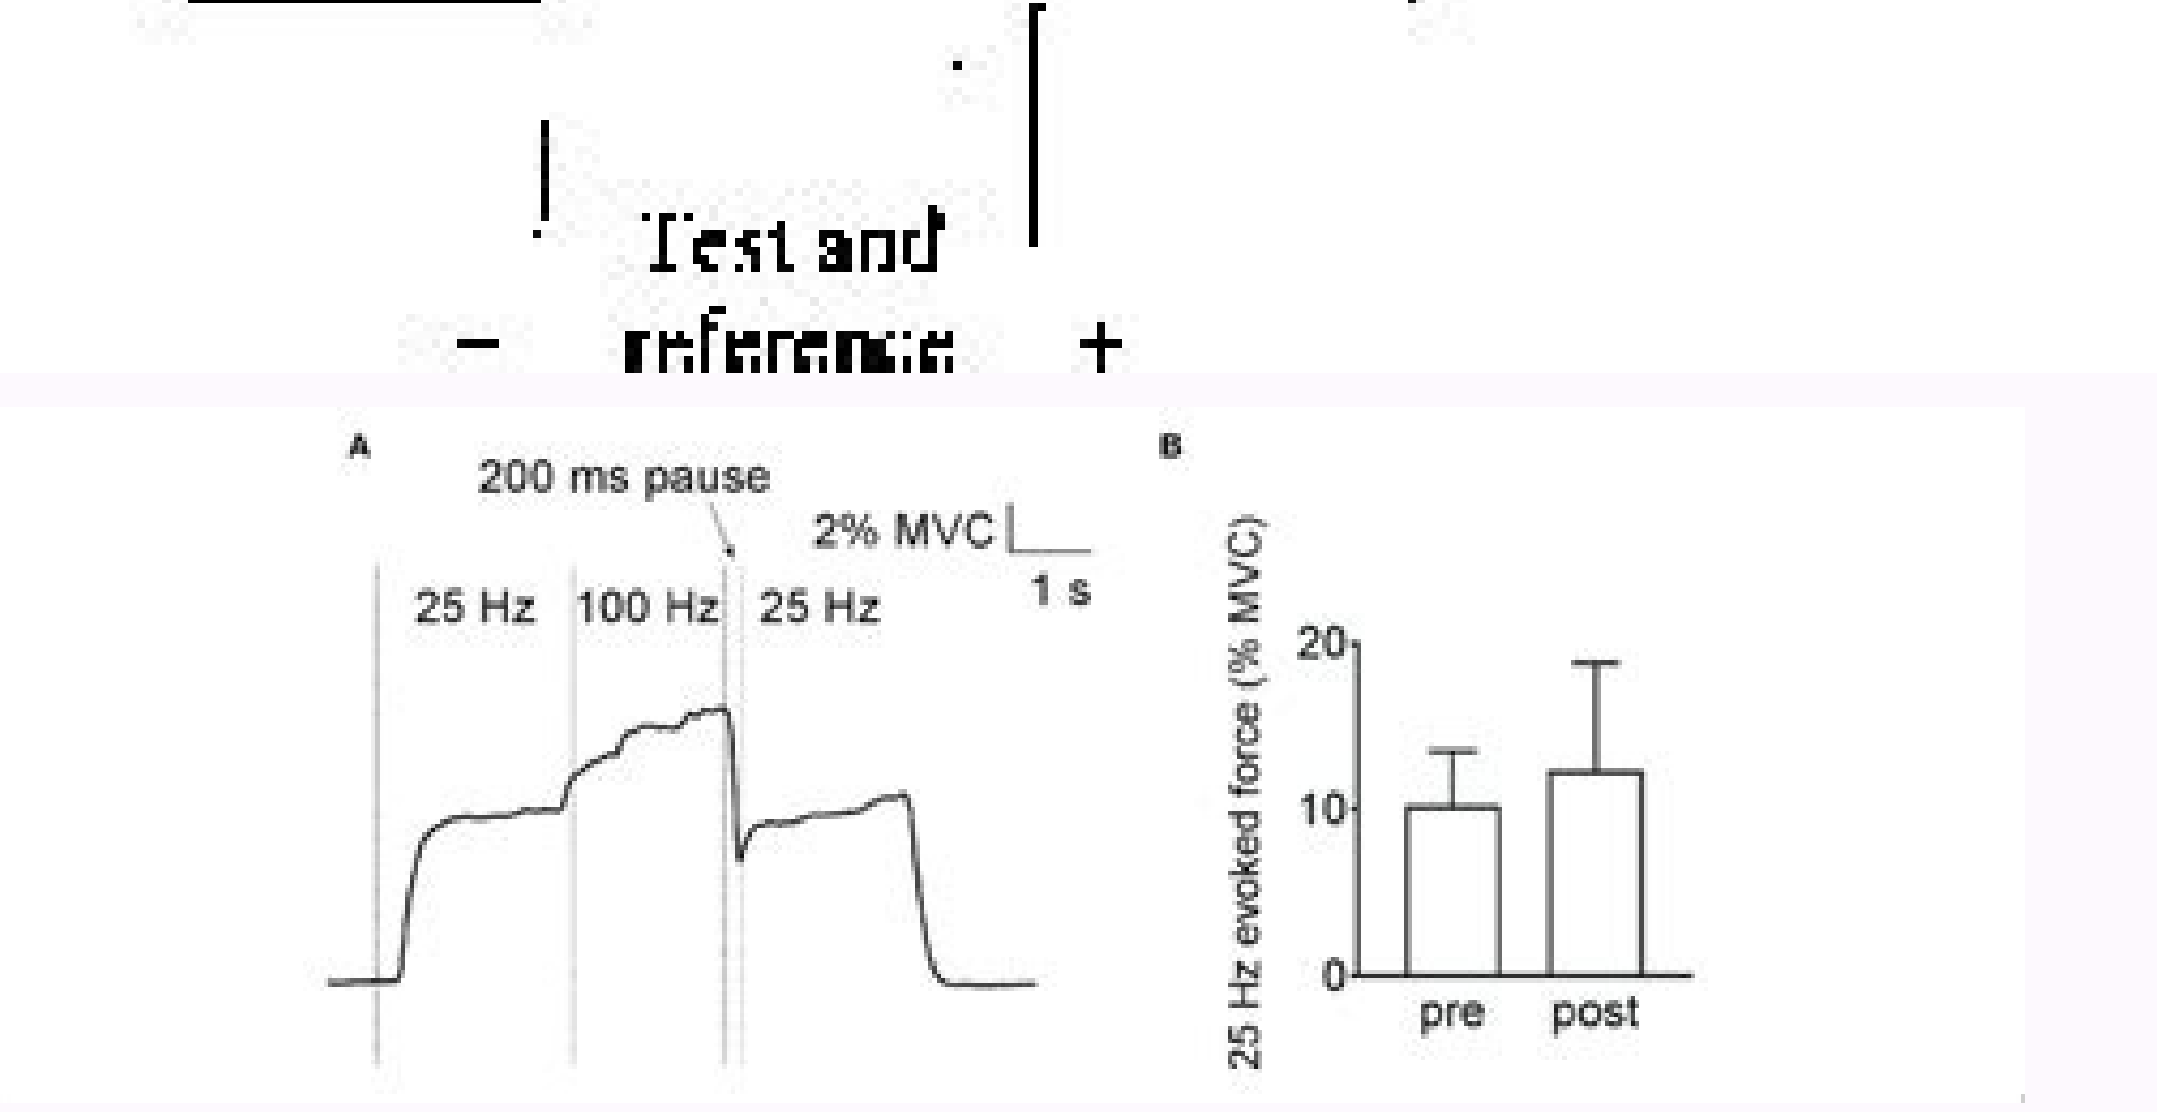 Test and
− reference +
A
200 ms pause
2% MVC
1 s
25 Hz 100 Hz 25 Hz
B
25 Hz evoked force (% MVC)
20
10
0
pre post